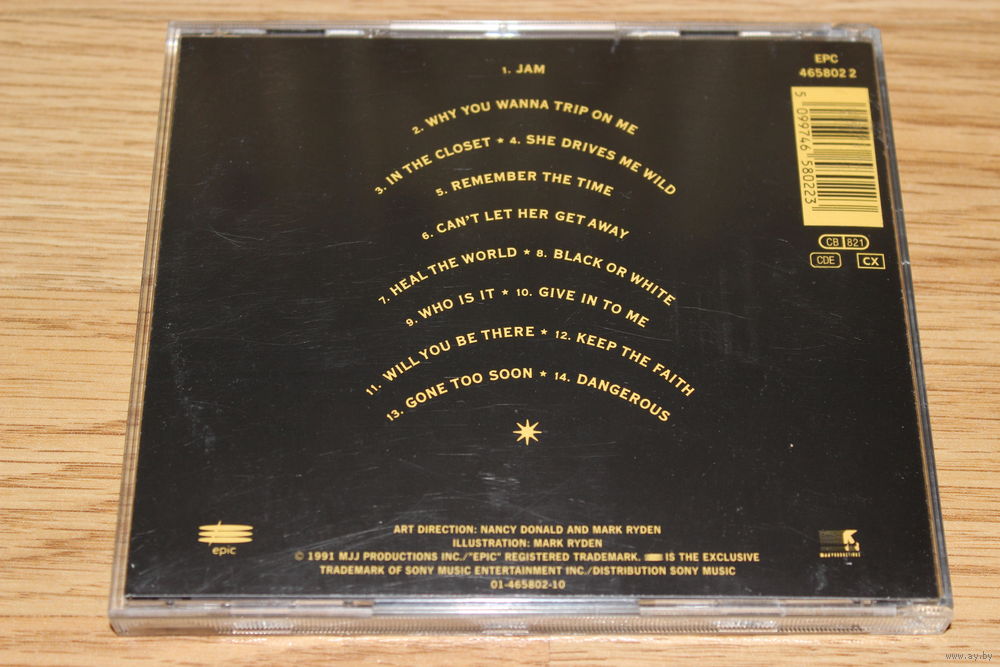 1. JAM
2. WHY YOU WANNA TRIP ON ME
3. IN THE CLOSET ★ 4. SHE DRIVES ME WILD
5. REMEMBER THE TIME
6. CAN'T LET HER GET AWAY
7. HEAL THE WORLD ★ 8. BLACK OR WHITE
9. WHO IS IT ★ 10. GIVE IN TO ME
11. WILL YOU BE THERE ★ 12. KEEP THE FAITH
13. GONE TOO SOON ★ 14. DANGEROUS
EPC
465802 2
5 099746 580223
CB 821
CDE CX
epic
ART DIRECTION: NANCY DONALD AND MARK RYDEN
ILLUSTRATION: MARK RYDEN
© 1991 MJJ PRODUCTIONS INC./"EPIC" REGISTERED TRADEMARK. IS THE EXCLUSIVE
TRADEMARK OF SONY MUSIC ENTERTAINMENT INC./DISTRIBUTION SONY MUSIC
01-465802-10
MJJ PRODUCTIONS
www.ay.by